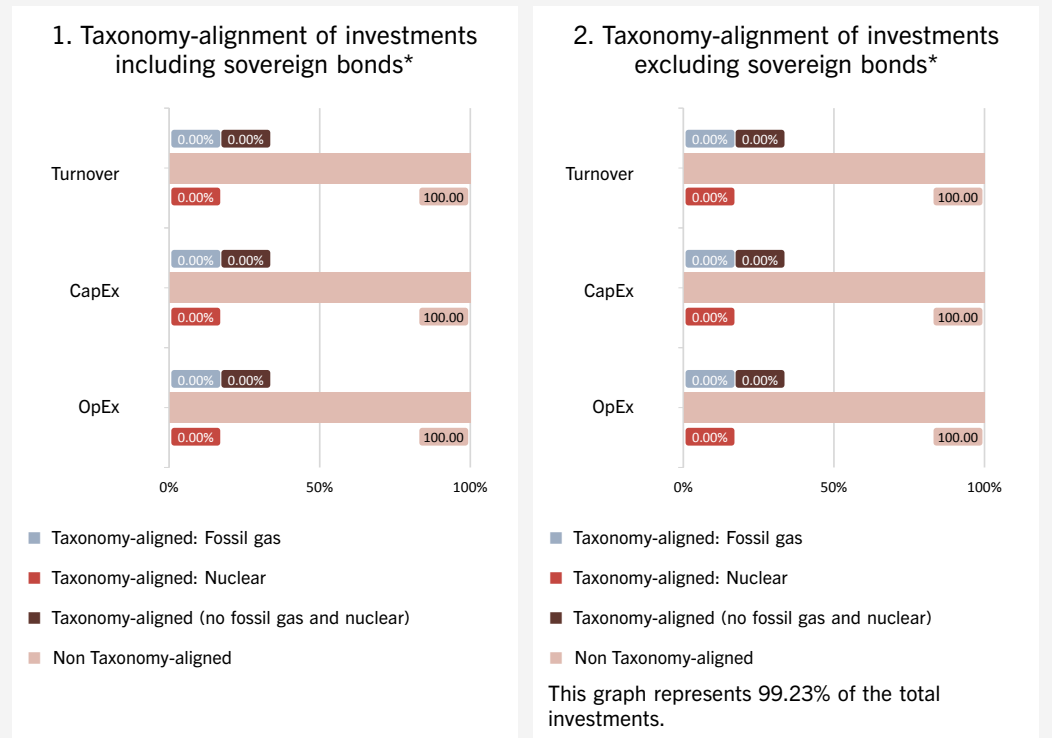 1. Taxonomy-alignment of investments
including sovereign bonds*
0.00% 0.00%
Turnover
0.00% 100.00
0.00% 0.00%
CapEx
0.00% 100.00
0.00% 0.00%
OpEx
0.00% 100.00
0% 50% 100%
Taxonomy-aligned: Fossil gas
Taxonomy-aligned: Nuclear
Taxonomy-aligned (no fossil gas and nuclear)
Non Taxonomy-aligned
2. Taxonomy-alignment of investments
excluding sovereign bonds*
0.00% 0.00%
Turnover
0.00% 100.00
0.00% 0.00%
CapEx
0.00% 100.00
0.00% 0.00%
OpEx
0.00% 100.00
0% 50% 100%
Taxonomy-aligned: Fossil gas
Taxonomy-aligned: Nuclear
Taxonomy-aligned (no fossil gas and nuclear)
Non Taxonomy-aligned
This graph represents 99.23% of the total
investments.